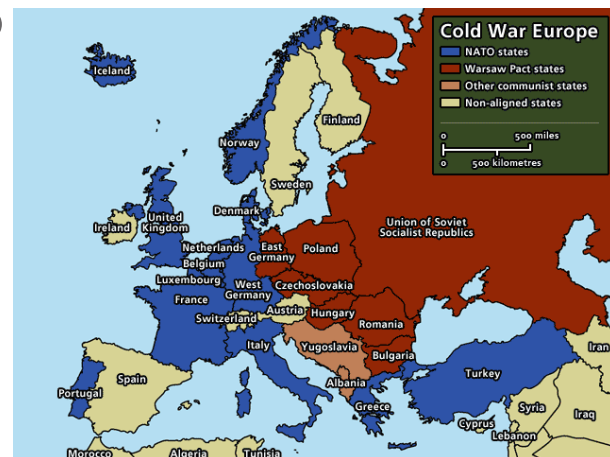 )
Cold War Europe
NATO states
Warsaw Pact states
Other communist states
Non-aligned states
0 500 miles
0 500 kilometres
Iceland
Finland
Norway
Sweden
Denmark
Ireland
United
Kingdom
Netherlands
Belgium
Luxembourg
East
Germany
Poland
Union of Soviet
Socialist Republics
West
Germany
Czechoslovakia
France
Switzerland
Austria
Hungary
Romania
Italy
Yugoslavia
Bulgaria
Albania
Greece
Turkey
Portugal
Spain
Iran
Syria
Iraq
Cyprus
Lebanon
Morocco
Algeria
Tunisia